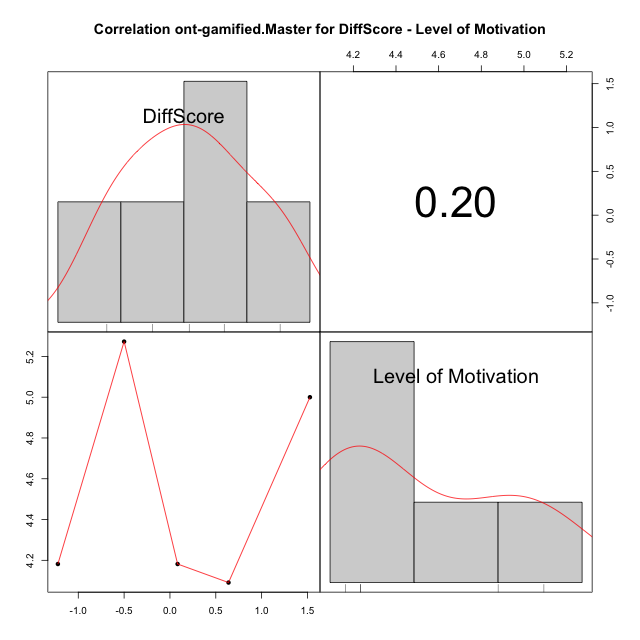 Correlation ont-gamified.Master for DiffScore - Level of Motivation
4.2 4.4 4.6 4.8 5.0 5.2
DiffScore
0.20
1.5
1.0
0.5
0.0
-0.5
-1.0
5.2
5.0
4.8
4.6
4.4
4.2
Level of Motivation
-1.0 -0.5 0.0 0.5 1.0 1.5